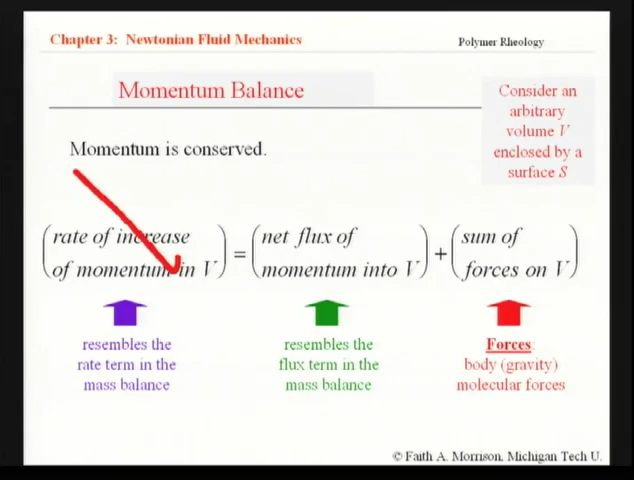 Chapter 3: Newtonian Fluid Mechanics
Polymer Rheology
Momentum Balance
Consider an
arbitrary
volume V
enclosed by a
surface S
Momentum is conserved.
(rate of increase
of momentum in V) = (net flux of
momentum into V) + (sum of
forces on V)
resembles the
rate term in the
mass balance
resembles the
flux term in the
mass balance
Forces:
body (gravity)
molecular forces
© Faith A. Morrison, Michigan Tech U.